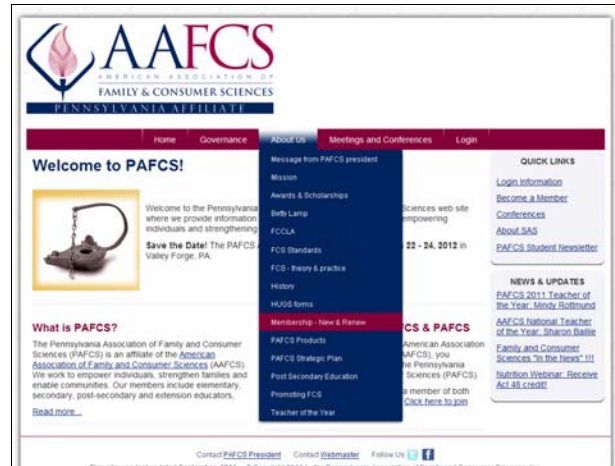 AAFCS
AMERICAN ASSOCIATION OF
FAMILY & CONSUMER SCIENCES
PENNSYLVANIA AFFILIATE
Home Governance About Us Meetings and Conferences Login
Message from PAFCS president
Mission
Awards & Scholarships
Betty Lamp
FCCLA
FCS Standards
FCS - theory & practice
History
HUGS forms
Membership - New & Renew
PAFCS Products
PAFCS Strategic Plan
Post Secondary Education
Promoting FCS
Teacher of the Year
Welcome to PAFCS!
Welcome to the Pennsylvania Sciences web site
where we provide information empowering
individuals and strengthening
Save the Date! The PAFCS 22 - 24, 2012 in
Valley Forge, PA.
What is PAFCS?
The Pennsylvania Association of Family and Consumer
Sciences (PAFCS) is an affiliate of the American
Association of Family and Consumer Sciences (AAFCS).
We work to empower individuals, strengthen families and
enable communities. Our members include elementary,
secondary, post-secondary and extension educators.
Read more...
CS & PAFCS
American Association
(AAFCS), you
he Pennsylvania
r Sciences (PAFCS).
a member of both
Click here to join
QUICK LINKS
Login Information
Become a Member
Conferences
About SAS
PAFCS Student Newsletter
NEWS & UPDATES
PAFCS 2011 Teacher of
the Year: Mindy Rottmund
AAFCS National Teacher
of the Year: Sharon Baillie
Family and Consumer
Sciences "In the News" !!!
Nutrition Webinar: Receive
Act 48 credit!
Contact PAFCS President Contact Webmaster Follow Us